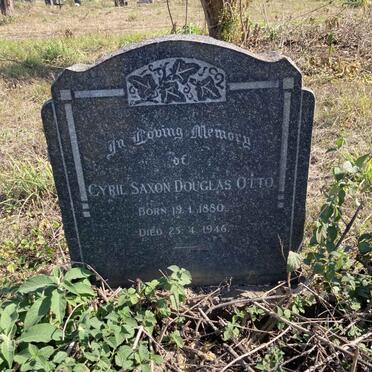 In Loving Memory
of
CYRIL SAXON DOUGLAS OTTO
BORN 19. 1. 1880.
DIED 25. 4. 1946.